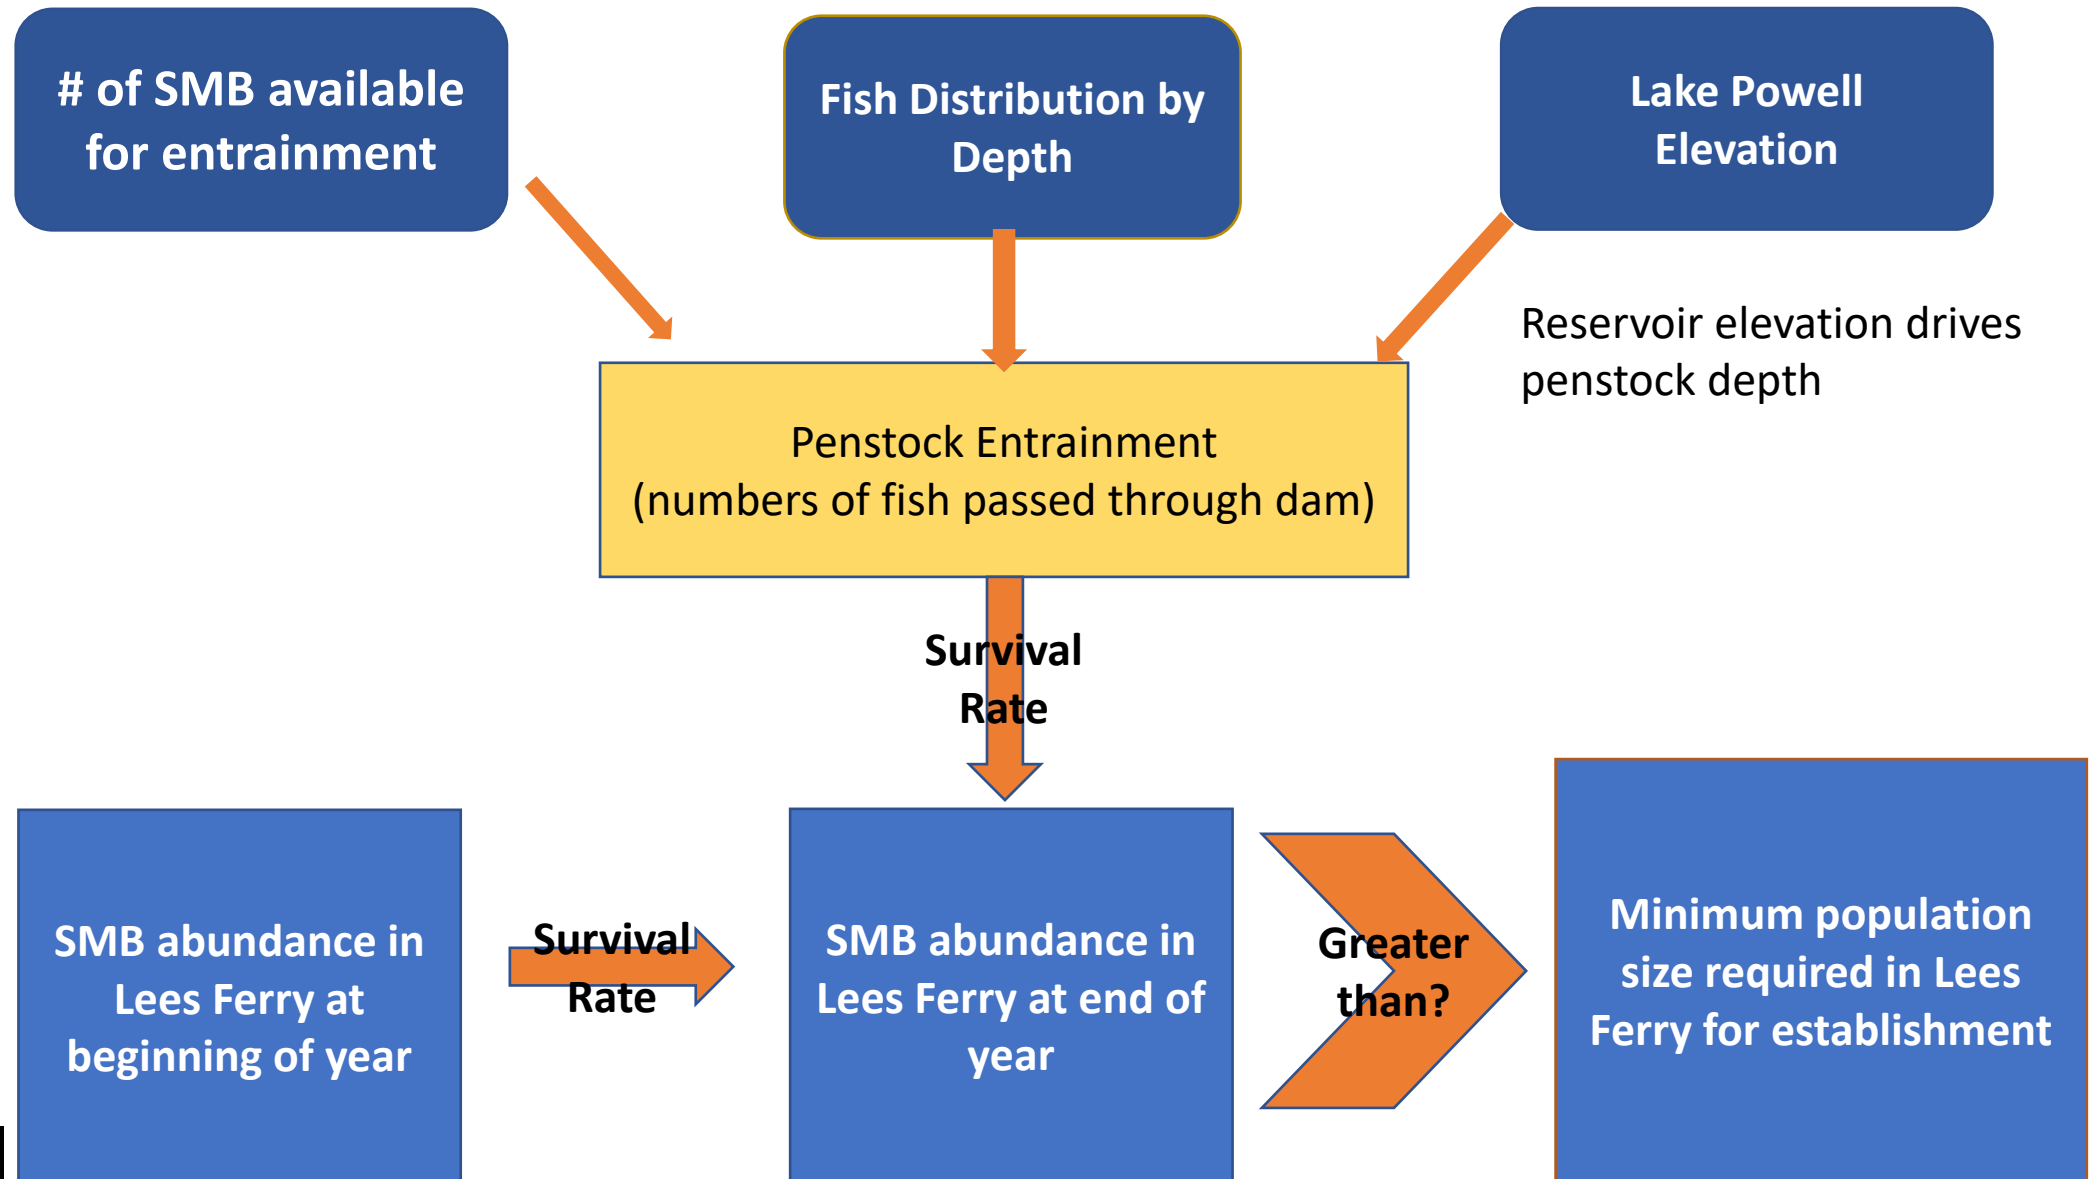 # of SMB available
for entrainment
Fish Distribution by
Depth
Lake Powell
Elevation
Reservoir elevation drives
penstock depth
Penstock Entrainment
(numbers of fish passed through dam)
Survival
Rate
SMB abundance in
Lees Ferry at
beginning of year
Survival
Rate
SMB abundance in
Lees Ferry at end of
year
Greater
than?
Minimum population
size required in Lees
Ferry for establishment